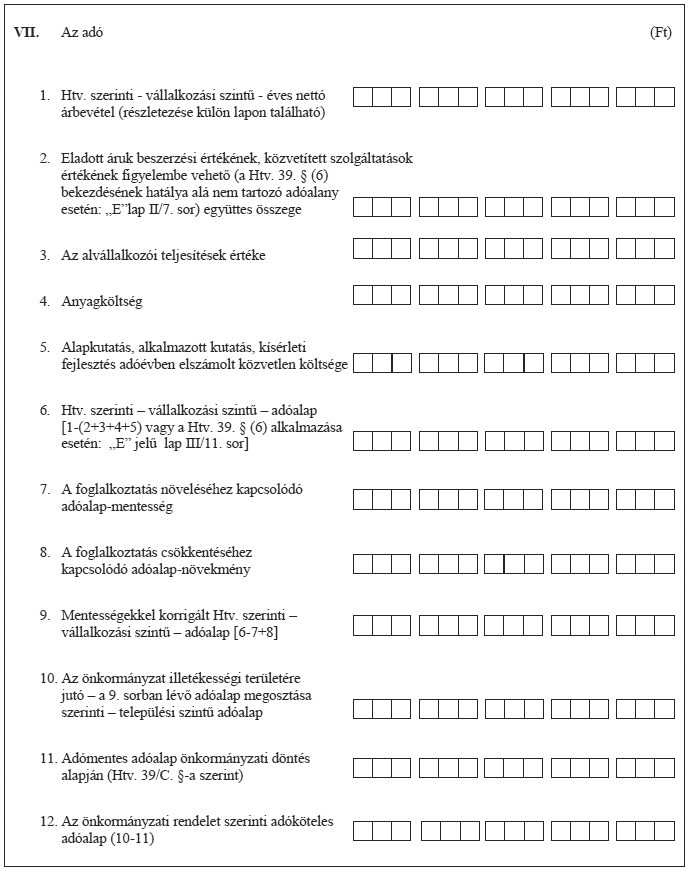 VII. Az adó (Ft)
1. Htv. szerinti - vállalkozási szintű - éves nettó
árbevétel (részletezése külön lapon található)
2. Eladott áruk beszerzési értékének, közvetített szolgáltatások
értékének figyelembe vehető (a Htv. 39. § (6)
bekezdésének hatálya alá nem tartozó adóalany
esetén: „E”lap II/7. sor) együttes összege
3. Az alvállalkozói teljesítések értéke
4. Anyagköltség
5. Alapkutatás, alkalmazott kutatás, kísérleti
fejlesztés adóévben elszámolt közvetlen költsége
6. Htv. szerinti – vállalkozási szintű – adóalap
[1-(2+3+4+5) vagy a Htv. 39. § (6) alkalmazása
esetén: „E” jelű lap III/11. sor]
7. A foglalkoztatás növeléséhez kapcsolódó
adóalap-mentesség
8. A foglalkoztatás csökkentéséhez
kapcsolódó adóalap-növekmény
9. Mentességekkel korrigált Htv. szerinti –
vállalkozási szintű – adóalap [6-7+8]
10. Az önkormányzat illetékességi területére
jutó – a 9. sorban lévő adóalap megosztása
szerinti – települési szintű adóalap
11. Adómentes adóalap önkormányzati döntés
alapján (Htv. 39/C. §-a szerint)
12. Az önkormányzati rendelet szerinti adóköteles
adóalap (10-11)